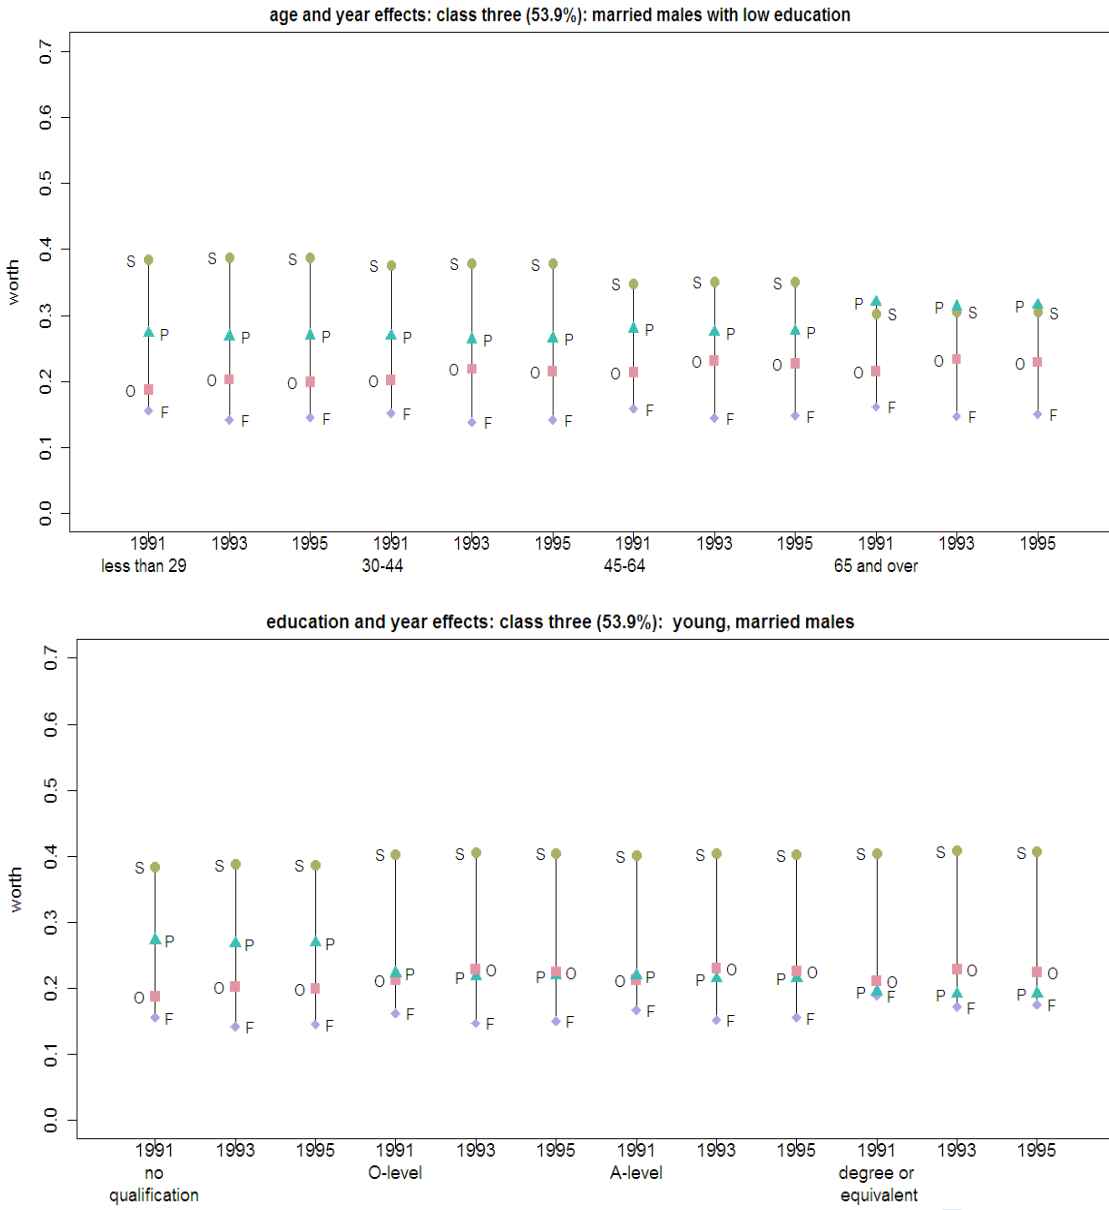 age and year effects: class three (53.9%): married males with low education
0.7
0.6
0.5
0.4
0.3
0.2
0.1
0.0
worth
S P O F
S P O F
S P O F
S P O F
S P O F
S P O F
S P O F
S P O F
S P O F
P S O F
P S O F
P S O F
1991 1993 1995 1991 1993 1995 1991 1993 1995 1991 1993 1995
less than 29 30-44 45-64 65 and over
education and year effects: class three (53.9%): young, married males
0.7
0.6
0.5
0.4
0.3
0.2
0.1
0.0
worth
S P O F
S P O F
S P O F
S P O F
S O P F
S O P F
S P O F
S O P F
S O P F
S O P F
S O P F
S O P F
1991 1993 1995 1991 1993 1995 1991 1993 1995 1991 1993 1995
no O-level A-level degree or
qualification equivalent